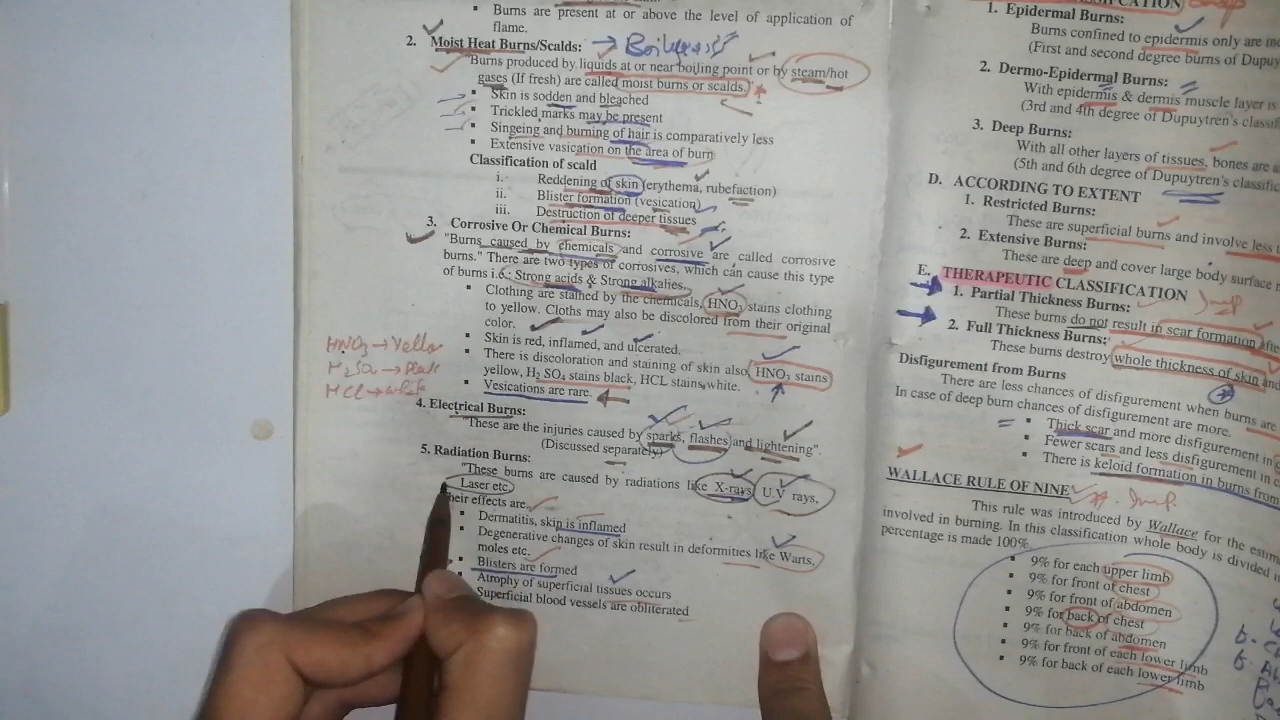 Burns are present at or above the level of application of
flame.
2. Moist Heat Burns/Scalds:
"Burns produced by liquids at or near boiling point or by steam/hot
gases (If fresh) are called moist burns or scalds."
Skin is sodden and bleached
Trickled marks may be present
Singeing and burning of hair is comparatively less
Extensive vasication on the area of burn
Classification of scald
i. Reddening of skin (erythema, rubefaction)
ii. Blister formation (vesication)
iii. Destruction of deeper tissues
3. Corrosive Or Chemical Burns:
"Burns caused by chemicals and corrosive are called corrosive
burns." There are two types of corrosives, which can cause this type
of burns i.e.; Strong acids & Strong alkalies.
Clothing are stained by the chemicals, HNO3 stains clothing
to yellow. Cloths may also be discolored from their original
color.
Skin is red, inflamed, and ulcerated.
There is discoloration and staining of skin also HNO3 stains
yellow, H2 SO4 stains black, HCL stains white.
Vesications are rare.
HNO3 → Yellow
HCl → white
4. Electrical Burns:
"These are the injuries caused by sparks, flashes and lightening".
(Discussed separately)
5. Radiation Burns:
"These burns are caused by radiations like X-rays, U.V rays,
Laser etc.
Their effects are,
Dermatitis, skin is inflamed
Degenerative changes of skin result in deformities like Warts,
moles etc.
Blisters are formed
Atrophy of superficial tissues occurs
Superficial blood vessels are obliterated
1. Epidermal Burns:
Burns confined to epidermis only are
(First and second degree burns of
2. Dermo-Epidermal Burns:
With epidermis & dermis muscle layer is
(3rd and 4th degree of Dupuytren's
3. Deep Burns:
With all other layers of tissues, bones are
(5th and 6th degree of Dupuytren's
D. ACCORDING TO EXTENT
1. Restricted Burns:
These are superficial burns and involve less
2. Extensive Burns:
These are deep and cover large body surface
E. THERAPEUTIC CLASSIFICATION
1. Partial Thickness Burns:
These burns do not result in scar formation
2. Full Thickness Burns:
These burns destroy whole thickness of skin and
Disfigurement from Burns
There are less chances of disfigurement when burns are
In case of deep burn chances of disfigurement are more.
Thick scar and more disfigurement in
Fewer scars and less disfigurement in
There is keloid formation in burns from
WALLACE RULE OF NINE
This rule was introduced by Wallace for the
involved in burning. In this classification whole body is divided
percentage is made 100%.
9% for each upper limb
9% for front of chest
9% for front of abdomen
9% for back of chest
9% for back of abdomen
9% for front of each lower limb
9% for back of each lower limb